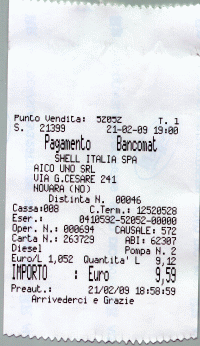 Punto Vendita: 52052 T. 1
S. 21399 21-02-09 19:00
Pagamento Bancomat
SHELL ITALIA SPA
AICO UNO SRL
VIA G.CESARE 241
NOVARA (NO)
Distinta N. 00046
Cassa:008 C.Term.: 12520528
Eser.: 0410592-52052-00000
Oper. N.: 000694 CAUSALE: 572
Carta N.: 263729 ABI: 62307
Diesel Pompa N. 2
Euro/L 1,052 Quantita' L 9,12
IMPORTO : Euro 9,59
Preaut.: 21/02/09 18:58:59
Arrivederci e Grazie